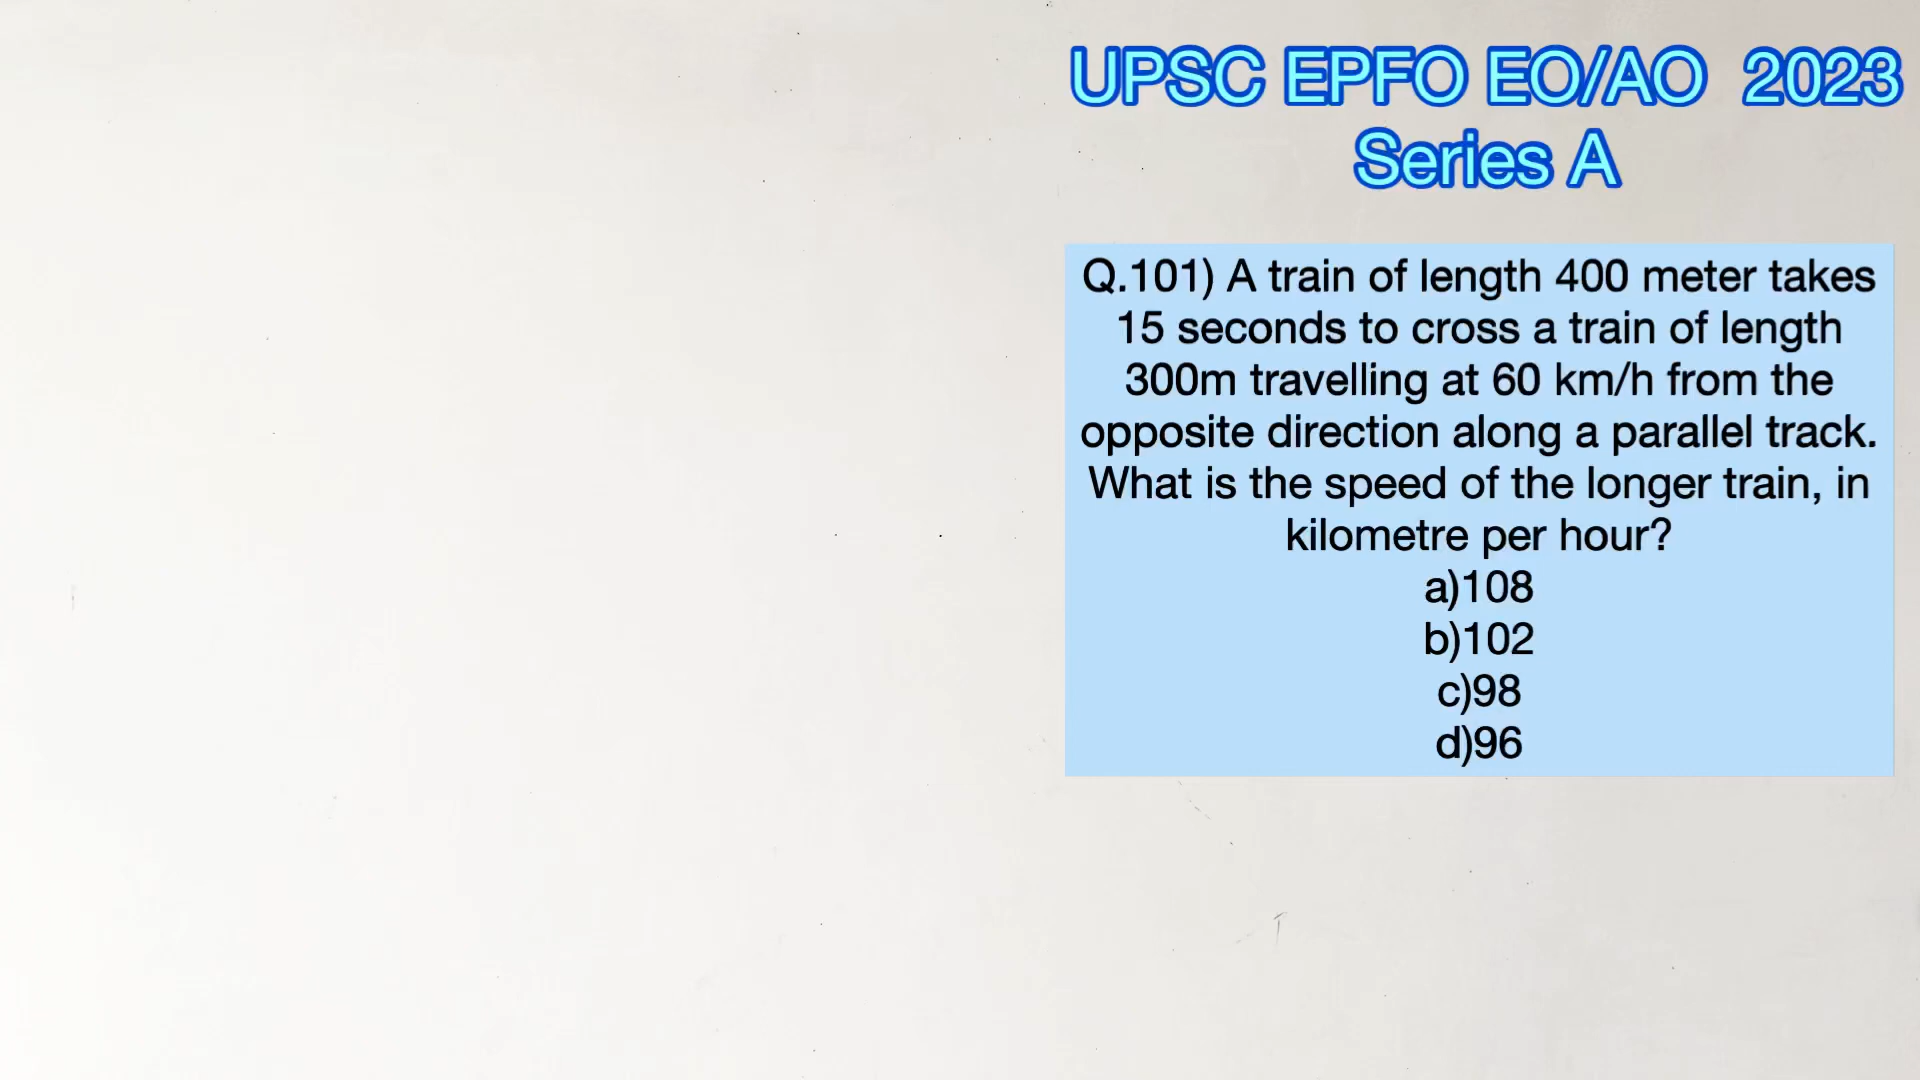 UPSC EPFO EO/AO 2023
Series A
Q.101) A train of length 400 meter takes
15 seconds to cross a train of length
300m travelling at 60 km/h from the
opposite direction along a parallel track.
What is the speed of the longer train, in
kilometre per hour?
a)108
b)102
c)98
d)96